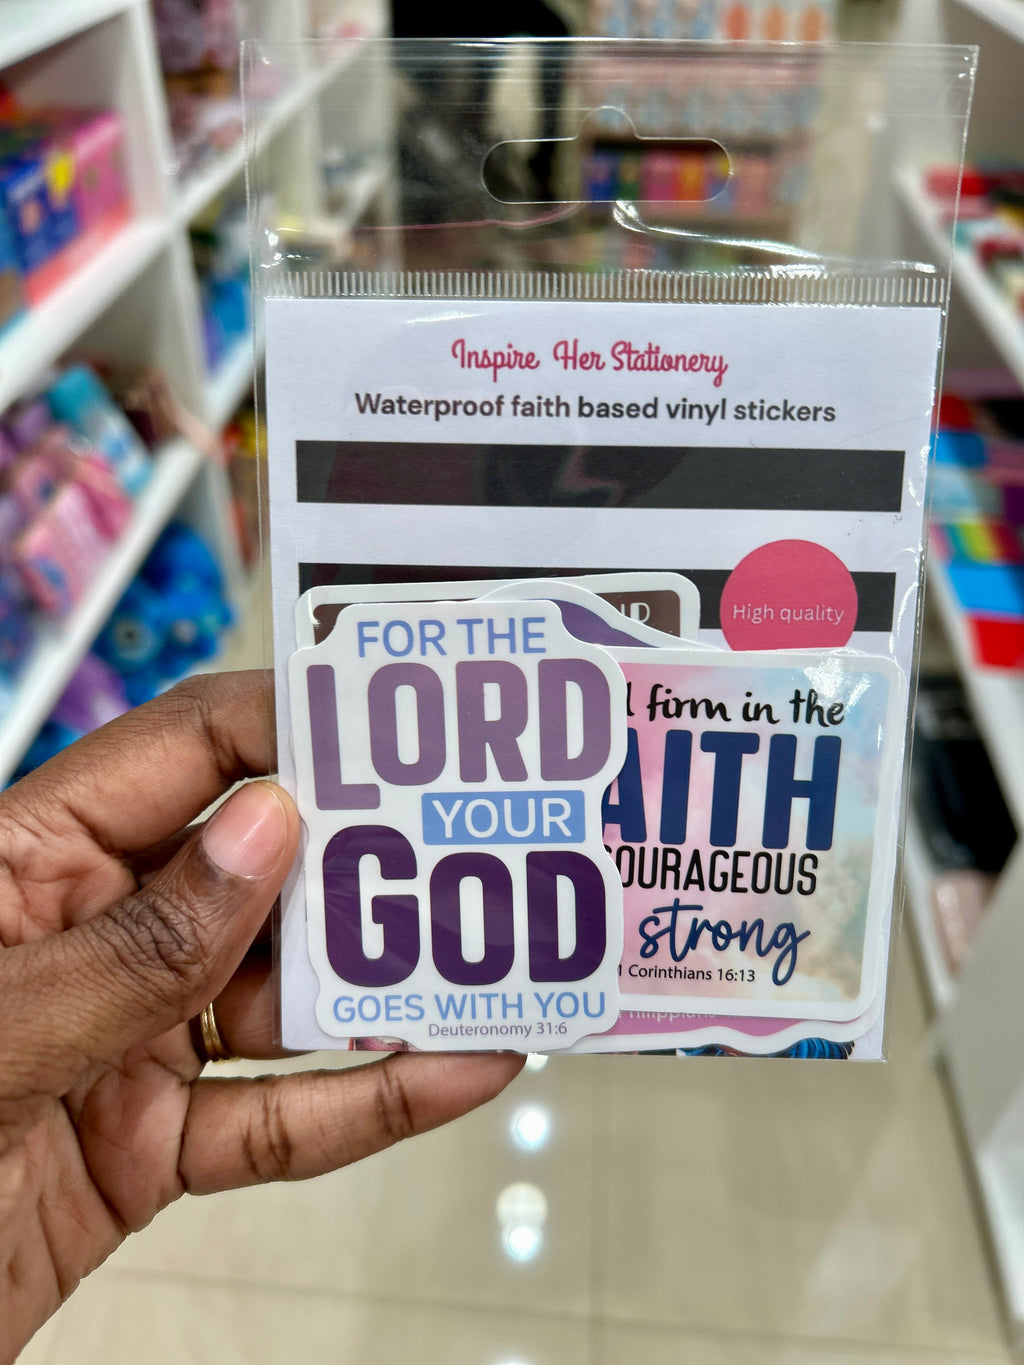 Inspire Her Stationery
Waterproof faith based vinyl stickers
High quality
FOR THE
LORD
YOUR
GOD
GOES WITH YOU
Deuteronomy 31:6
firm in the
AITH
OURAGEOUS
strong
1 Corinthians 16:13